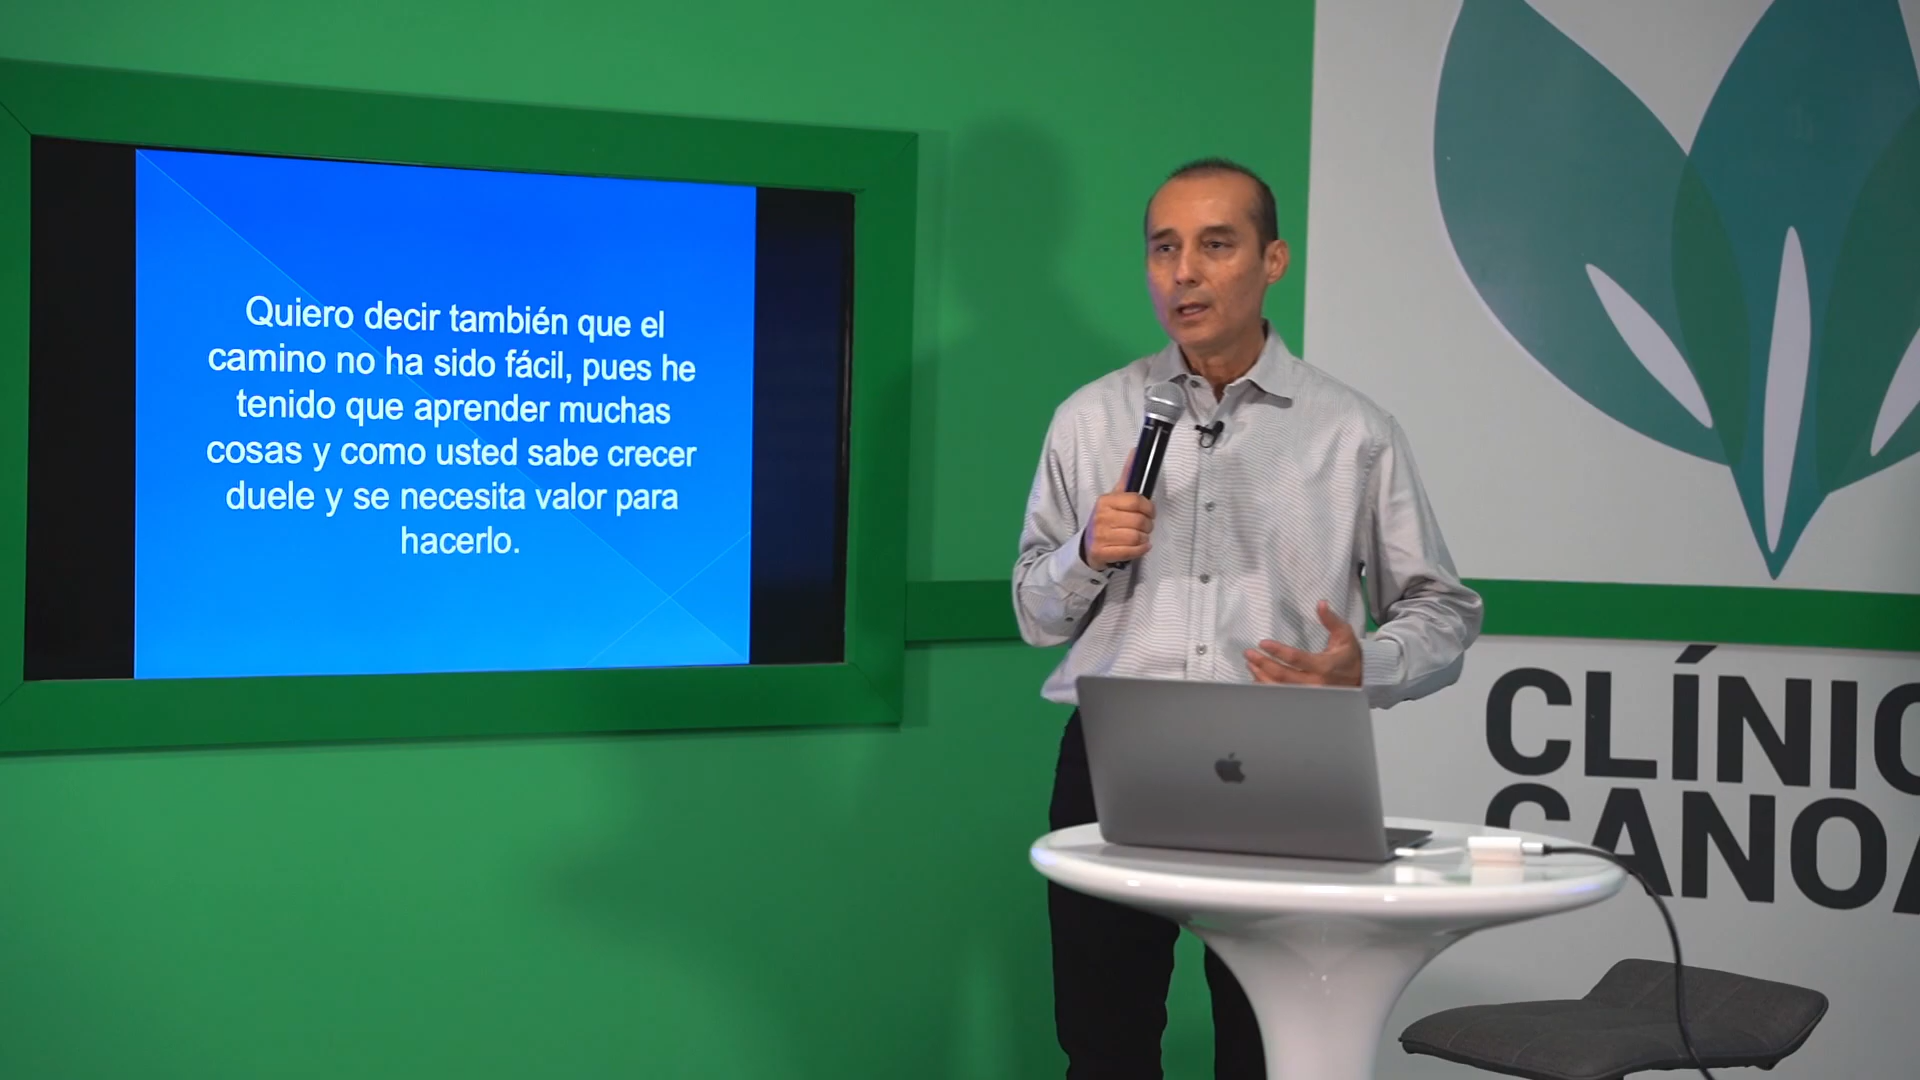 Quiero decir también que el
camino no ha sido fácil, pues he
tenido que aprender muchas
cosas y como usted sabe crecer
duele y se necesita valor para
hacerlo.
CLÍNIC
CANOA